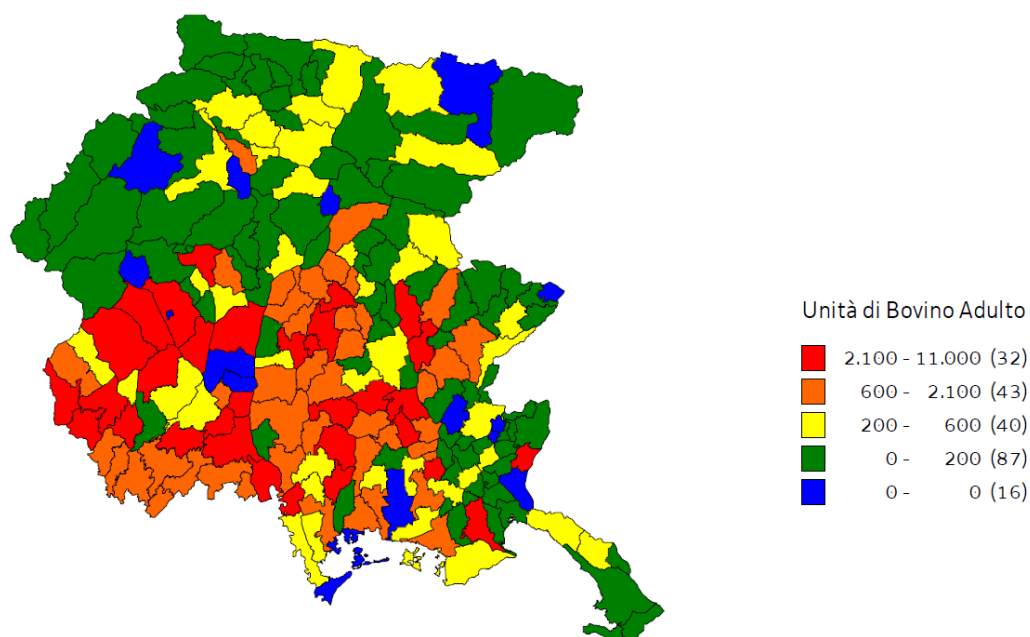 Unità di Bovino Adulto
2.100 - 11.000 (32)
600 - 2.100 (43)
200 - 600 (40)
0 - 200 (87)
0 - 0 (16)